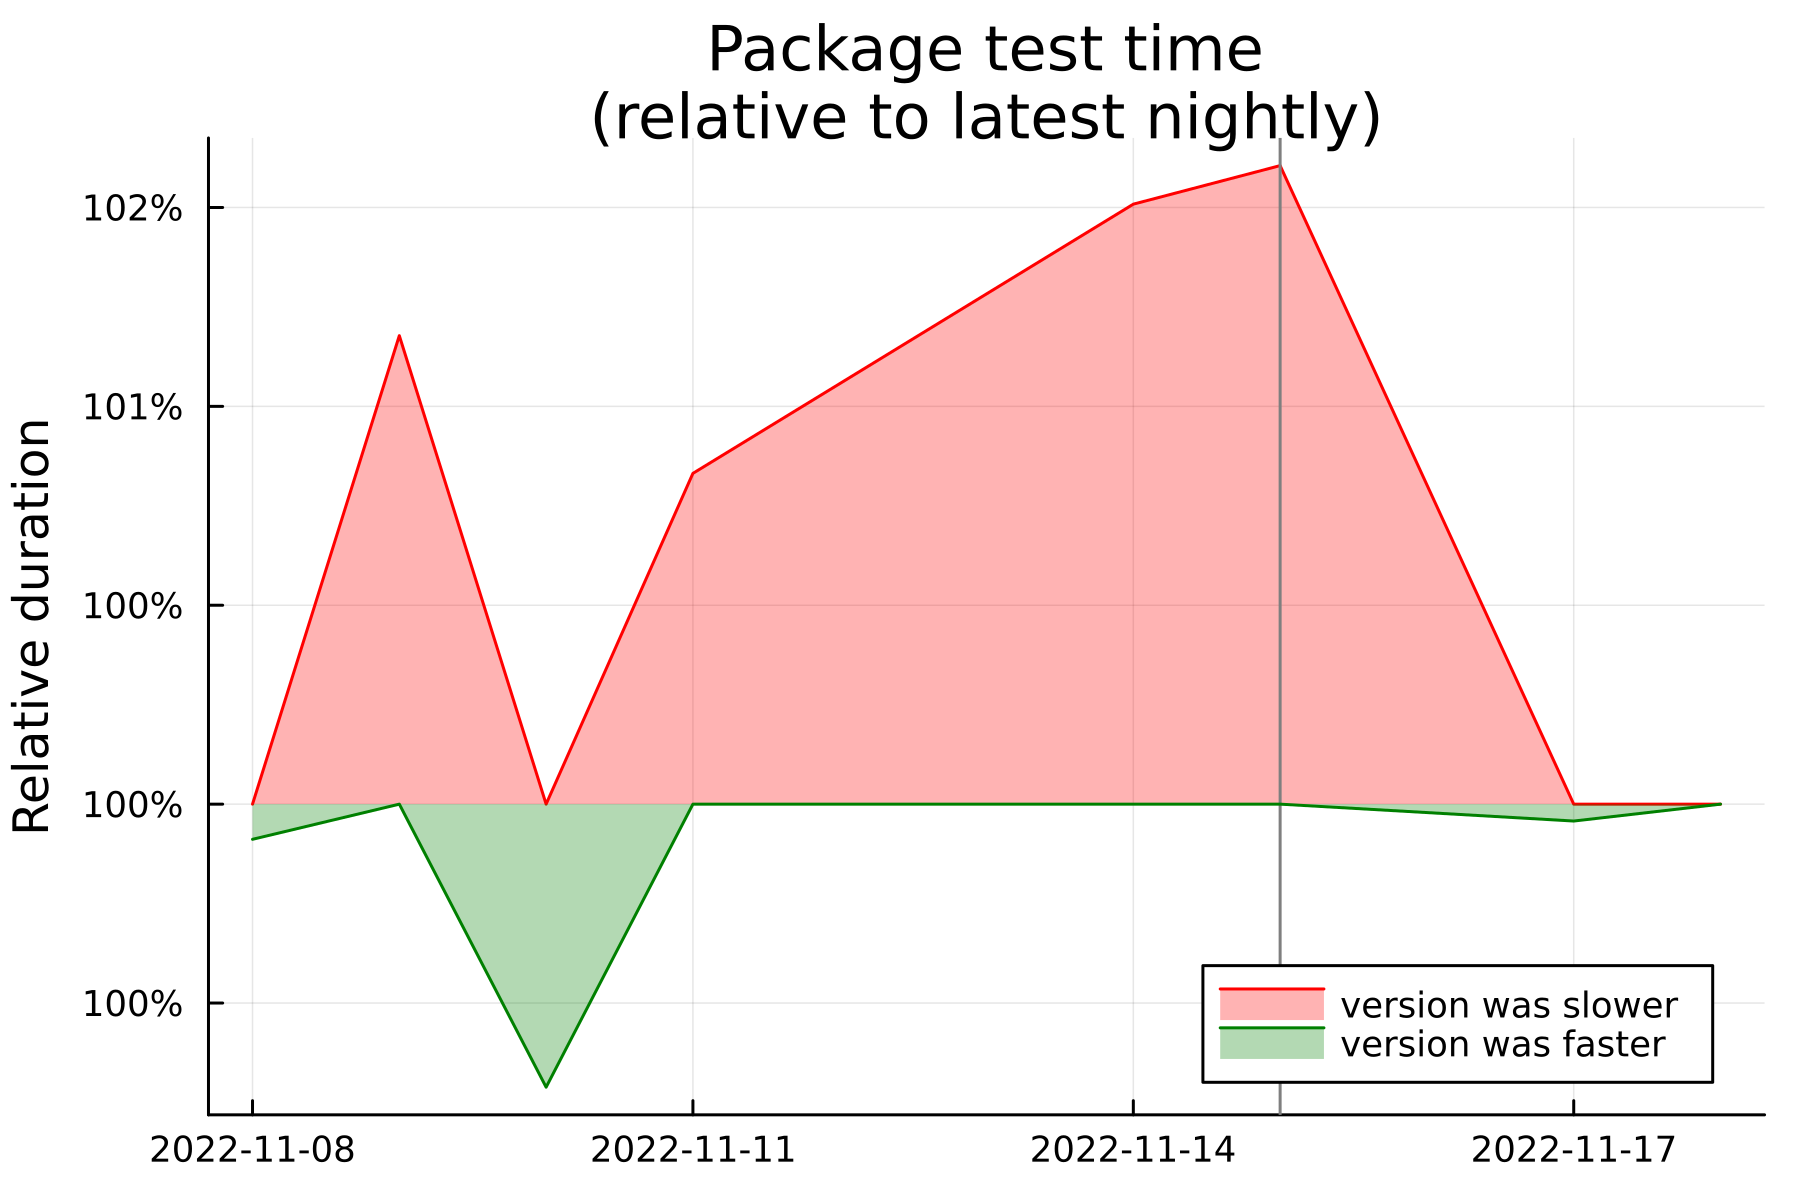 Package test time
(relative to latest nightly)
Relative duration
102%
101%
100%
100%
100%
version was slower
version was faster
2022-11-08
2022-11-11
2022-11-14
2022-11-17